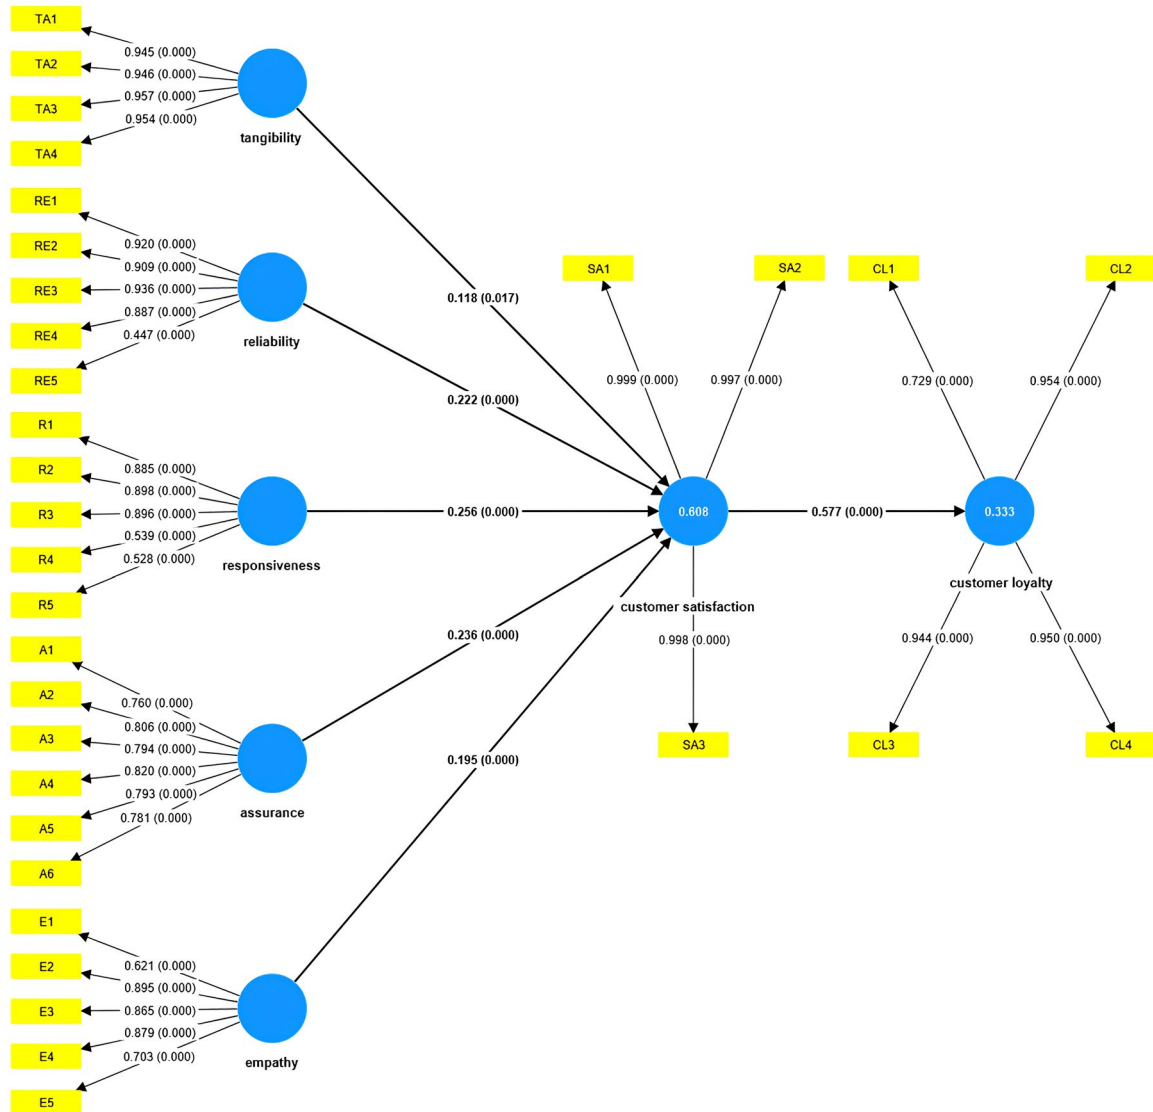 TA1
0.945 (0.000)
TA2
0.946 (0.000)
TA3
0.957 (0.000)
0.954 (0.000)
TA4
tangibility
RE1
0.920 (0.000)
RE2
0.909 (0.000)
RE3
0.936 (0.000)
RE4
0.887 (0.000)
0.447 (0.000)
RE5
reliability
R1
0.885 (0.000)
R2
0.898 (0.000)
R3
0.896 (0.000)
R4
0.539 (0.000)
0.528 (0.000)
R5
responsiveness
A1
0.760 (0.000)
A2
0.806 (0.000)
A3
0.794 (0.000)
A4
0.820 (0.000)
0.793 (0.000)
A5
0.781 (0.000)
A6
assurance
E1
0.621 (0.000)
E2
0.895 (0.000)
E3
0.865 (0.000)
0.879 (0.000)
E4
0.703 (0.000)
E5
empathy
0.118 (0.017)
0.222 (0.000)
0.256 (0.000)
0.236 (0.000)
0.195 (0.000)
SA1
SA2
0.999 (0.000)
0.997 (0.000)
0.608
customer satisfaction
0.998 (0.000)
SA3
0.577 (0.000)
CL1
CL2
0.729 (0.000)
0.954 (0.000)
0.333
customer loyalty
0.944 (0.000)
0.950 (0.000)
CL3
CL4